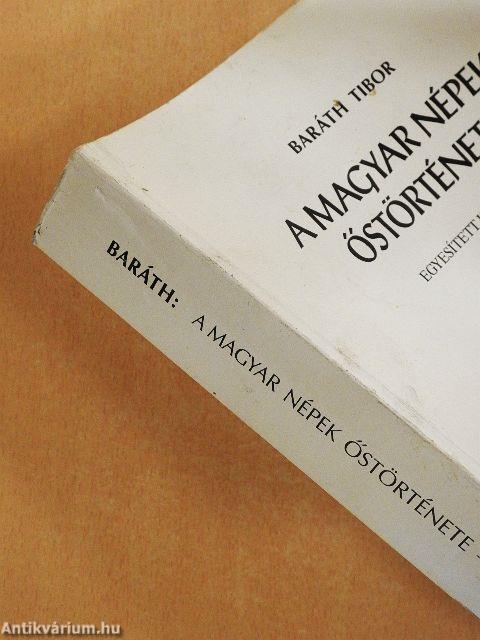 BARÁTH TIBOR
A MAGYAR NÉPEK
ŐSTÖRTÉNETE
EGYESÍTETT
BARÁTH: A MAGYAR NÉPEK ŐSTÖRTÉNETE -
Antikvárium.hu